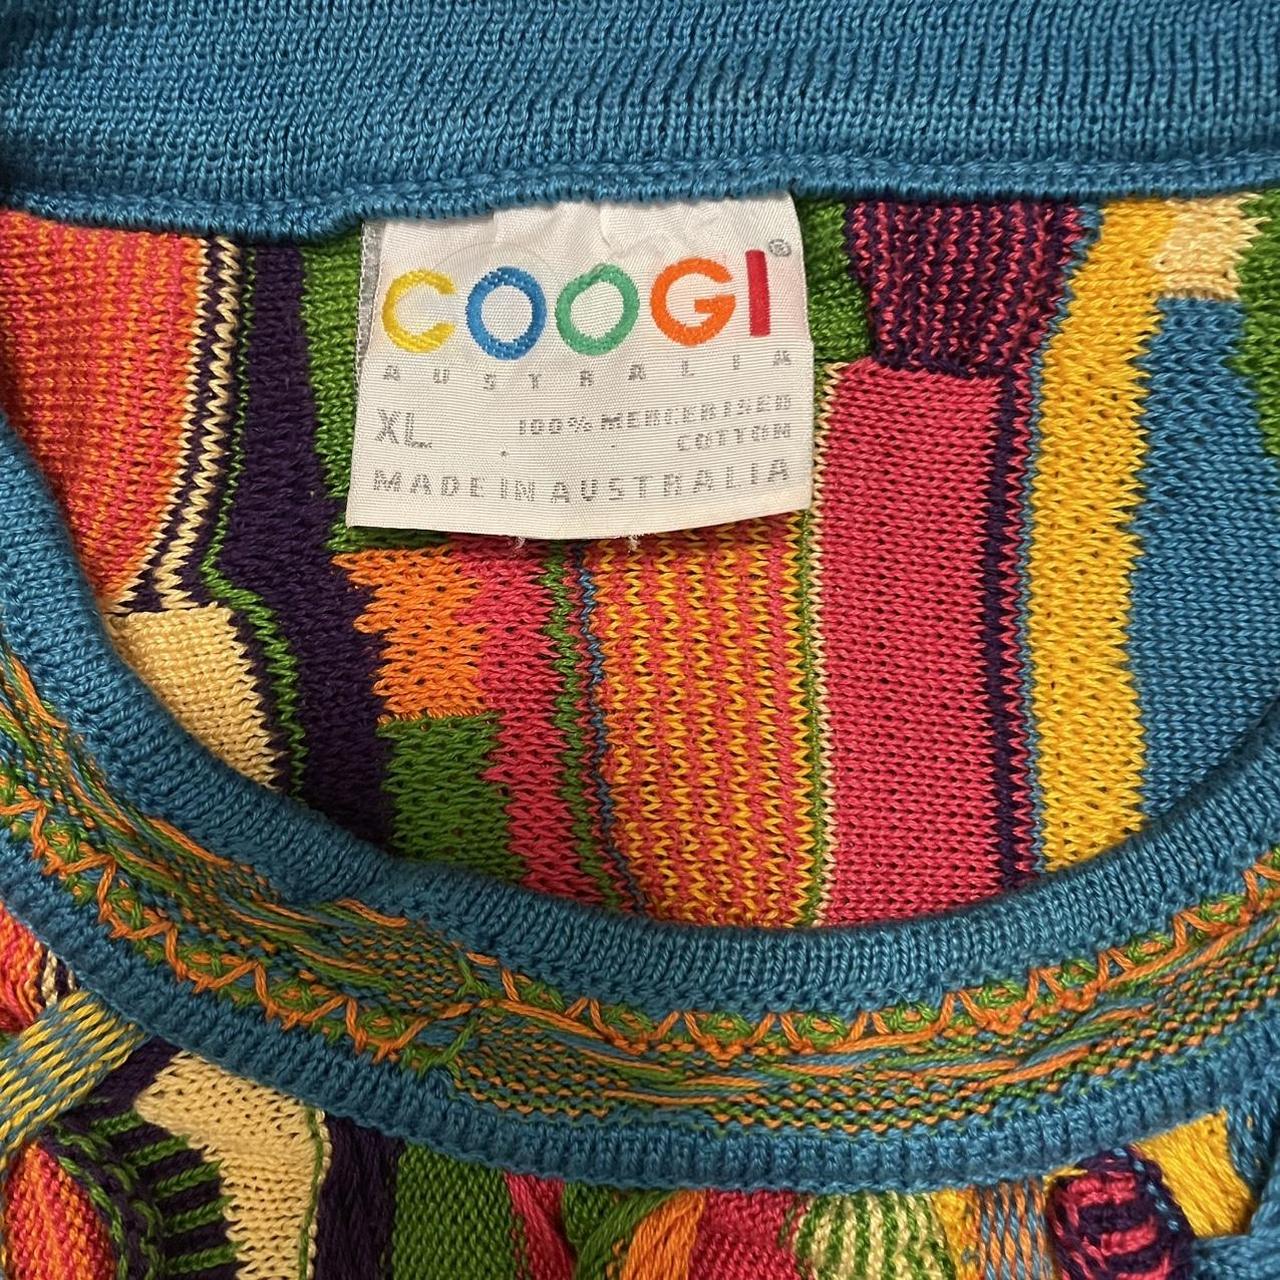 COOGI®
AUSTRALIA
XL 100% MERCERISED
COTTON
MADE IN AUSTRALIA